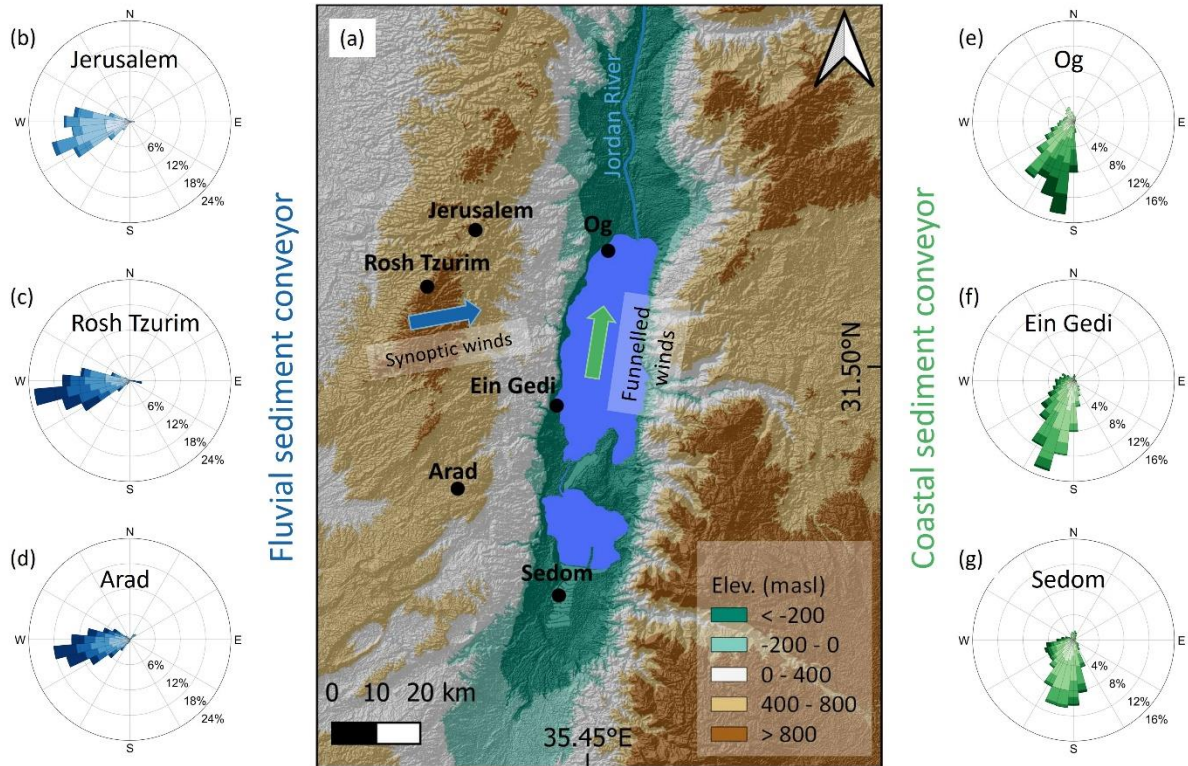 (b)
N
Jerusalem
W
E
6%
12%
18%
24%
S
(c)
N
Rosh Tzurim
W
E
6%
12%
18%
24%
S
(d)
N
Arad
W
E
6%
12%
18%
24%
S
Fluvial sediment conveyor
(a)
Jordan River
Jerusalem
Og
Rosh Tzurim
Synoptic winds
Funnelled
winds
Ein Gedi
31.50°N
Arad
Sedom
Elev. (masl)
< -200
-200 - 0
0 - 400
400 - 800
> 800
0 10 20 km
35.45°E
Coastal sediment conveyor
(e)
N
Og
W
E
4%
8%
12%
16%
S
(f)
N
Ein Gedi
W
E
4%
8%
12%
16%
S
(g)
N
Sedom
W
E
4%
8%
12%
16%
S